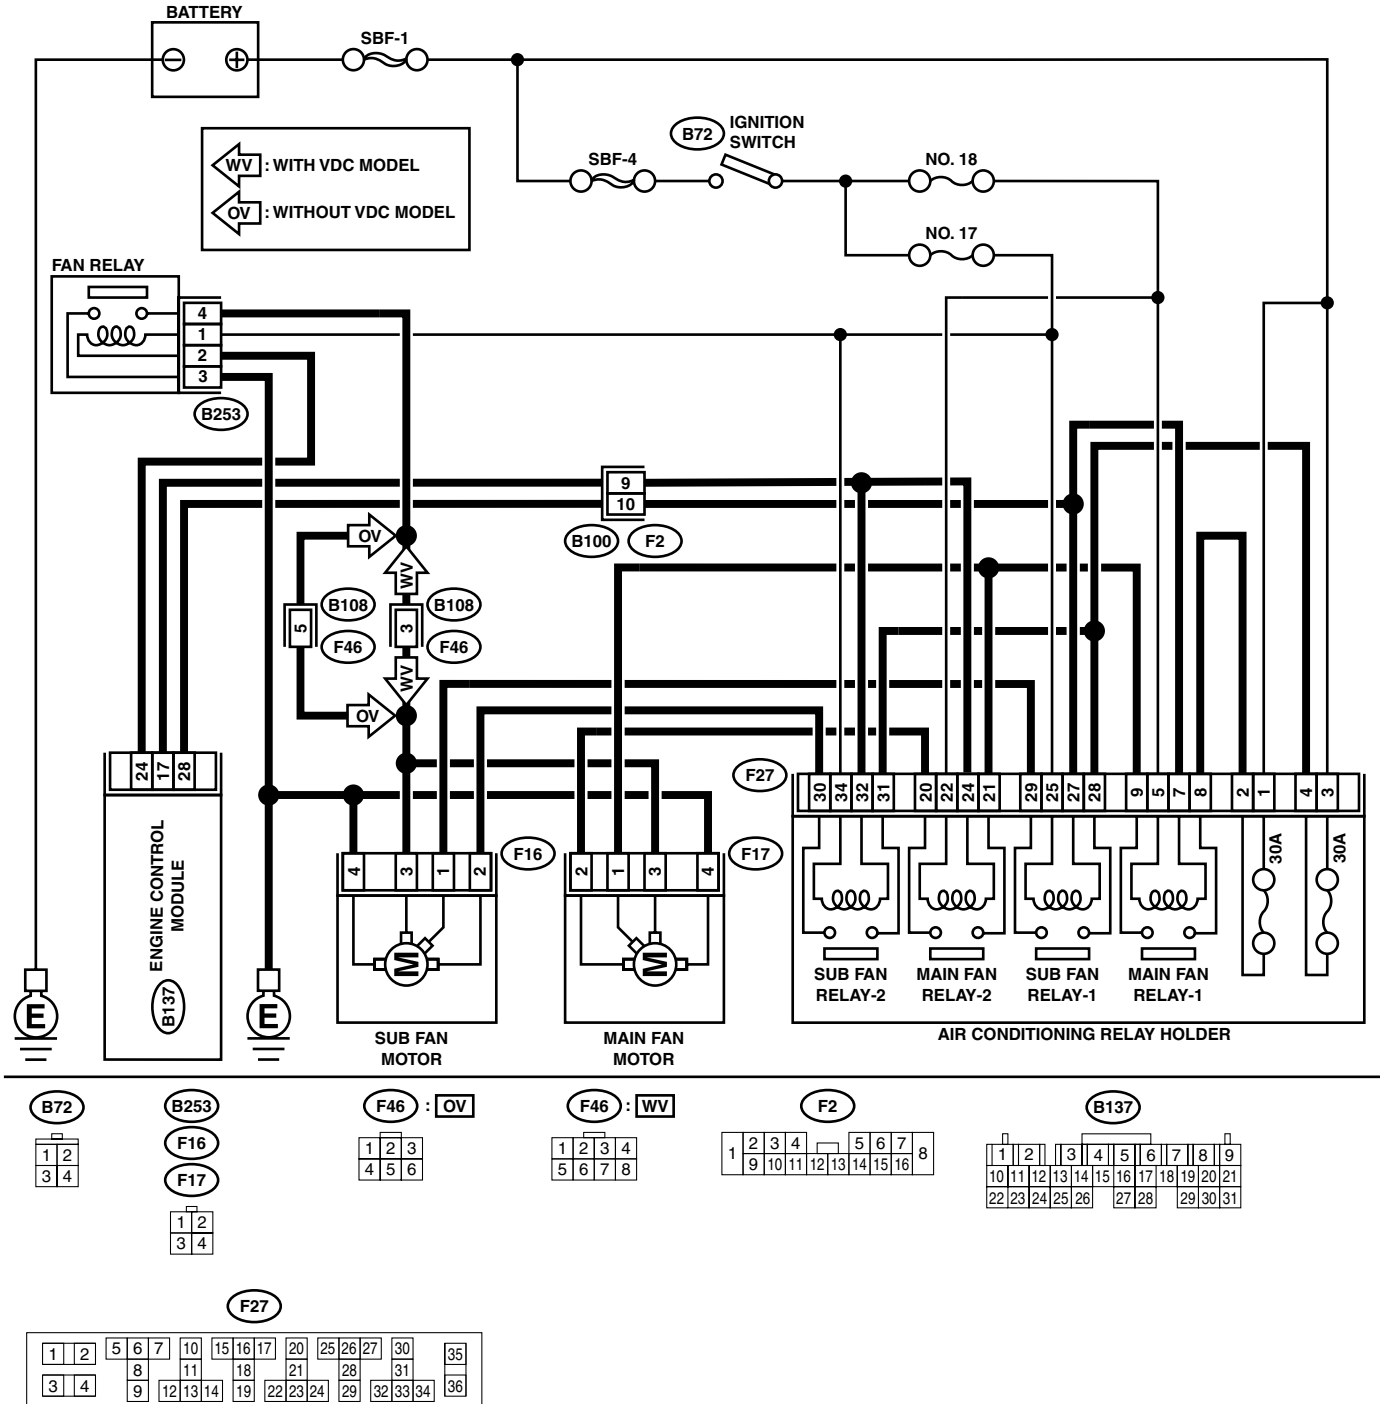 BATTERY
SBF-1
B72
IGNITION
SWITCH
SBF-4
NO. 18
NO. 17
WV : WITH VDC MODEL
OV : WITHOUT VDC MODEL
FAN RELAY
4
1
2
3
B253
9
10
B100 F2
OV
WV
5
B108
F46
3
B108
F46
WV
OV
24 17 28
F27
30 34 32 31 20 22 24 21 29 25 27 28 9 5 7 8 2 1 4 3
ENGINE CONTROL
MODULE
B137
4 3 1 2
F16
2 1 3 4
F17
30A
30A
M
M
E
E
SUB FAN
RELAY-2
MAIN FAN
RELAY-2
SUB FAN
RELAY-1
MAIN FAN
RELAY-1
SUB FAN
MOTOR
MAIN FAN
MOTOR
AIR CONDITIONING RELAY HOLDER
B72
1 2
3 4
B253
F16
F17
1 2
3 4
F46 : OV
1 2 3
4 5 6
F46 : WV
1 2 3 4
5 6 7 8
F2
1 2 3 4 5 6 7 8
9 10 11 12 13 14 15 16
B137
1 2 3 4 5 6 7 8 9
10 11 12 13 14 15 16 17 18 19 20 21
22 23 24 25 26 27 28 29 30 31
F27
1 2 5 6 7 10 15 16 17 20 25 26 27 30 35
8 11 18 21 28 31
3 4 9 12 13 14 19 22 23 24 29 32 33 34 36